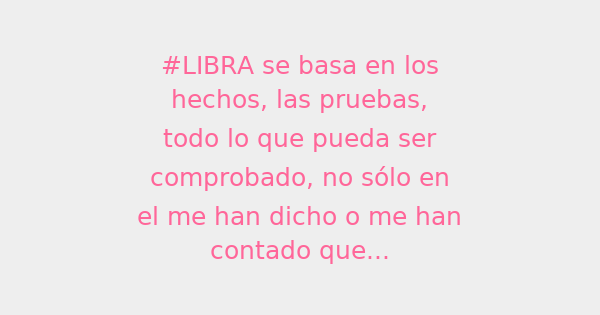 #LIBRA se basa en los
hechos, las pruebas,
todo lo que pueda ser
comprobado, no sólo en
el me han dicho o me han
contado que...